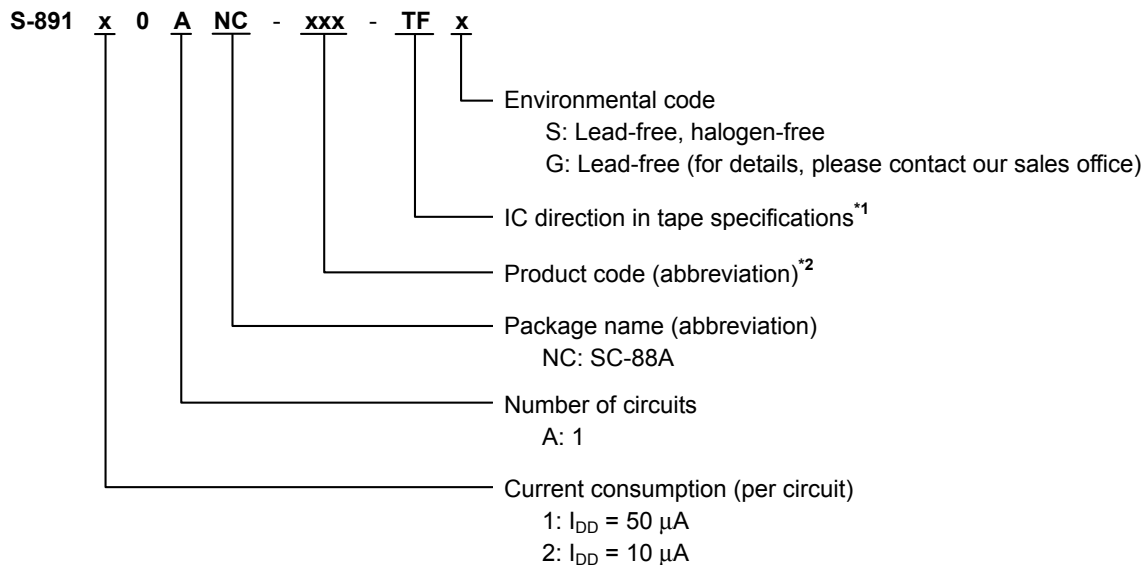 S-891 x 0 A NC - xxx - TF x
Environmental code
S: Lead-free, halogen-free
G: Lead-free (for details, please contact our sales office)
IC direction in tape specifications*1
Product code (abbreviation)*2
Package name (abbreviation)
NC: SC-88A
Number of circuits
A: 1
Current consumption (per circuit)
1: IDD = 50 μA
2: IDD = 10 μA